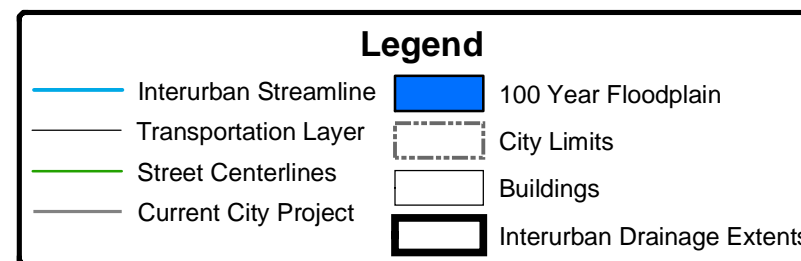 Legend
Interurban Streamline
Transportation Layer
Street Centerlines
Current City Project
100 Year Floodplain
City Limits
Buildings
Interurban Drainage Extents